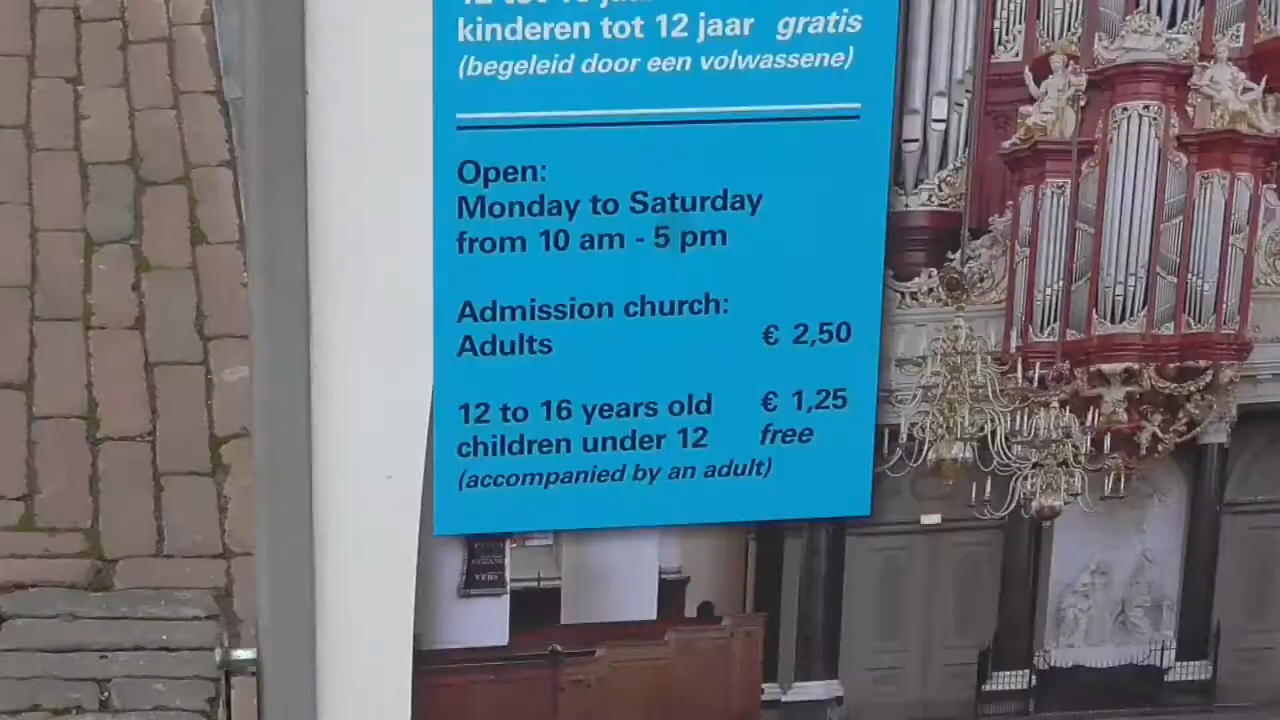 kinderen tot 12 jaar gratis
(begeleid door een volwassene)
Open:
Monday to Saturday
from 10 am - 5 pm
Admission church:
Adults € 2,50
12 to 16 years old € 1,25
children under 12 free
(accompanied by an adult)